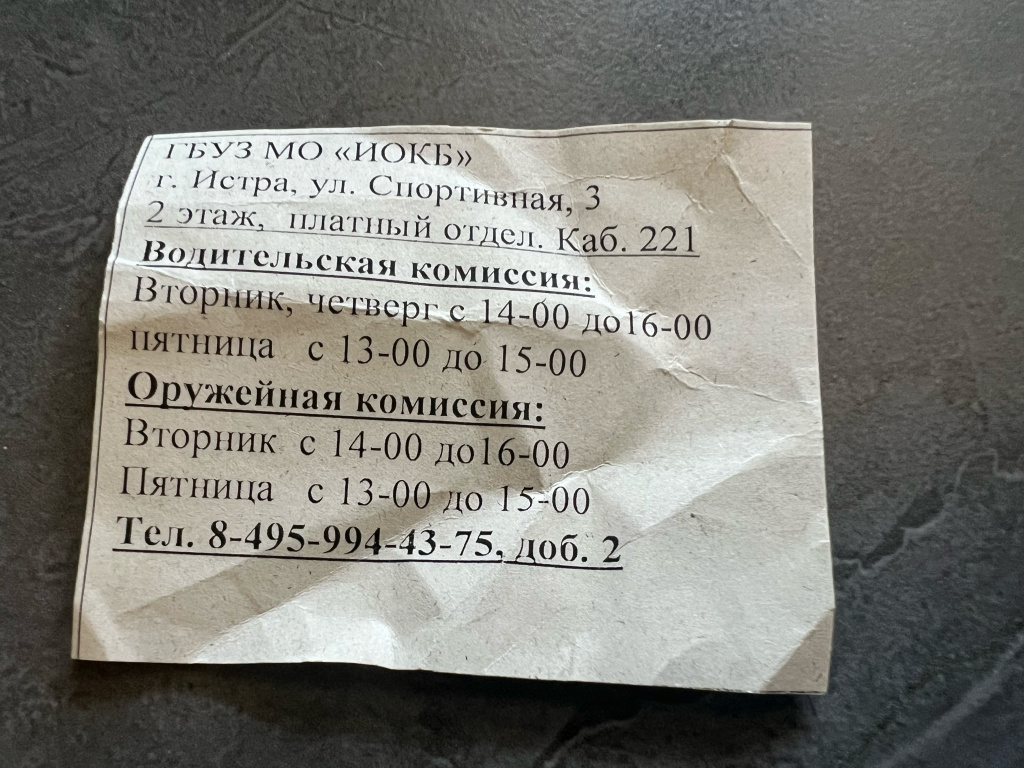 ГБУЗ МО «ИОКБ»
г. Истра, ул. Спортивная, 3
2 этаж, платный отдел. Каб. 221
Водительская комиссия:
Вторник, четверг с 14-00 до16-00
пятница с 13-00 до 15-00
Оружейная комиссия:
Вторник с 14-00 до16-00
Пятница с 13-00 до 15-00
Тел. 8-495-994-43-75, доб. 2